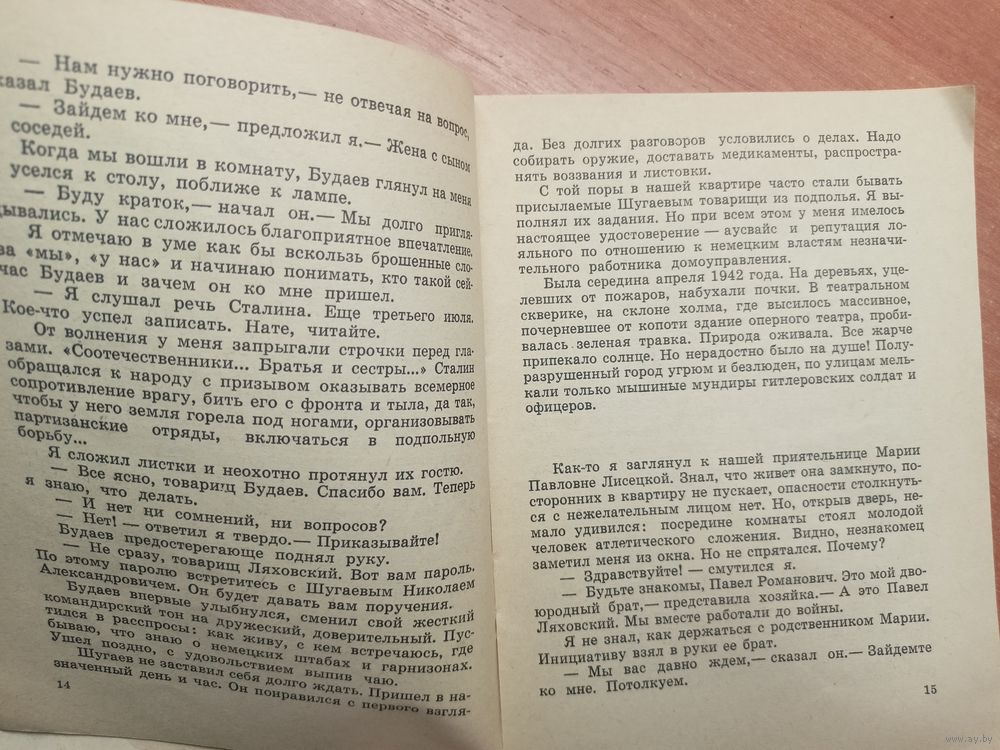 — Нам нужно поговорить,— не отвечая на вопрос,
казал Будаев.
— Зайдем ко мне,— предложил я.— Жена с сыном
соседей.
Когда мы вошли в комнату, Будаев глянул на меня
уселся к столу, поближе к лампе.
— Буду краток,— начал он.— Мы долго пригля-
дывались. У нас сложилось благоприятное впечатление.
Я отмечаю в уме как бы вскользь брошенные сло-
ва «мы», «у нас» и начинаю понимать, кто такой сей-
час Будаев и зачем он ко мне пришел.
— Я слушал речь Сталина. Еще третьего июля.
Кое-что успел записать. Нате, читайте.
От волнения у меня запрыгали строчки перед гла-
зами. «Соотечественники... Братья и сестры...» Сталин
обращался к народу с призывом оказывать всемерное
сопротивление врагу, бить его с фронта и тыла, да так,
чтобы у него земля горела под ногами, организовывать
партизанские отряды, включаться в подпольную
борьбу...
Я сложил листки и неохотно протянул их гостю.
— Все ясно, товарищ Будаев. Спасибо вам. Теперь
я знаю, что делать.
— И нет ни сомнений, ни вопросов?
— Нет! — ответил я твердо.— Приказывайте!
Будаев предостерегающе поднял руку.
— Не сразу, товарищ Ляховский. Вот вам пароль,
По этому паролю встретитесь с Шугаевым Николаем
Александровичем. Он будет давать вам поручения.
Будаев впервые улыбнулся, сменил свой жесткий
командирский тон на дружеский, доверительный. Пус-
тился в расспросы: как живу, с кем встречаюсь, где
бываю, что знаю о немецких штабах и гарнизонах.
Ушел поздно, с удовольствием выпив чаю.
Шугаев не заставил себя долго ждать. Пришел в на-
значенный день и час. Он понравился с первого взгля-
14
да. Без долгих разговоров условились о делах. Надо
собирать оружие, доставать медикаменты, распростра-
нять воззвания и листовки.
С той поры в нашей квартире часто стали бывать
присылаемые Шугаевым товарищи из подполья. Я вы-
полнял их задания. Но при всем этом у меня имелось
настоящее удостоверение — аусвайс и репутация ло-
яльного по отношению к немецким властям незначи-
тельного работника домоуправления.
Была середина апреля 1942 года. На деревьях, уце-
левших от пожаров, набухали почки. В театральном
скверике, на склоне холма, где высилось массивное,
почерневшее от копоти здание оперного театра, проби-
валась зеленая травка. Природа оживала. Все жарче
припекало солнце. Но нерадостно было на душе! Полу-
разрушенный город угрюм и безлюден, по улицам мель-
кали только мышиные мундиры гитлеровских солдат и
офицеров.
Как-то я заглянул к нашей приятельнице Марии
Павловне Лисецкой. Знал, что живет она замкнуто, по-
сторонних в квартиру не пускает, опасности столкнуть-
ся с нежелательным лицом нет. Но, открыв дверь, не-
мало удивился: посредине комнаты стоял молодой
человек атлетического сложения. Видно, незнакомец
заметил меня из окна. Но не спрятался. Почему?
— Здравствуйте! — смутился я.
— Будьте знакомы, Павел Романович. Это мой дво-
юродный брат,— представила хозяйка.— А это Павел
Ляховский. Мы вместе работали до войны.
Я не знал, как держаться с родственником Марии.
Инициативу взял в руки ее брат.
— Мы вас давно ждем,— сказал он.— Зайдемте
ко мне. Потолкуем.
15
www.ay.by